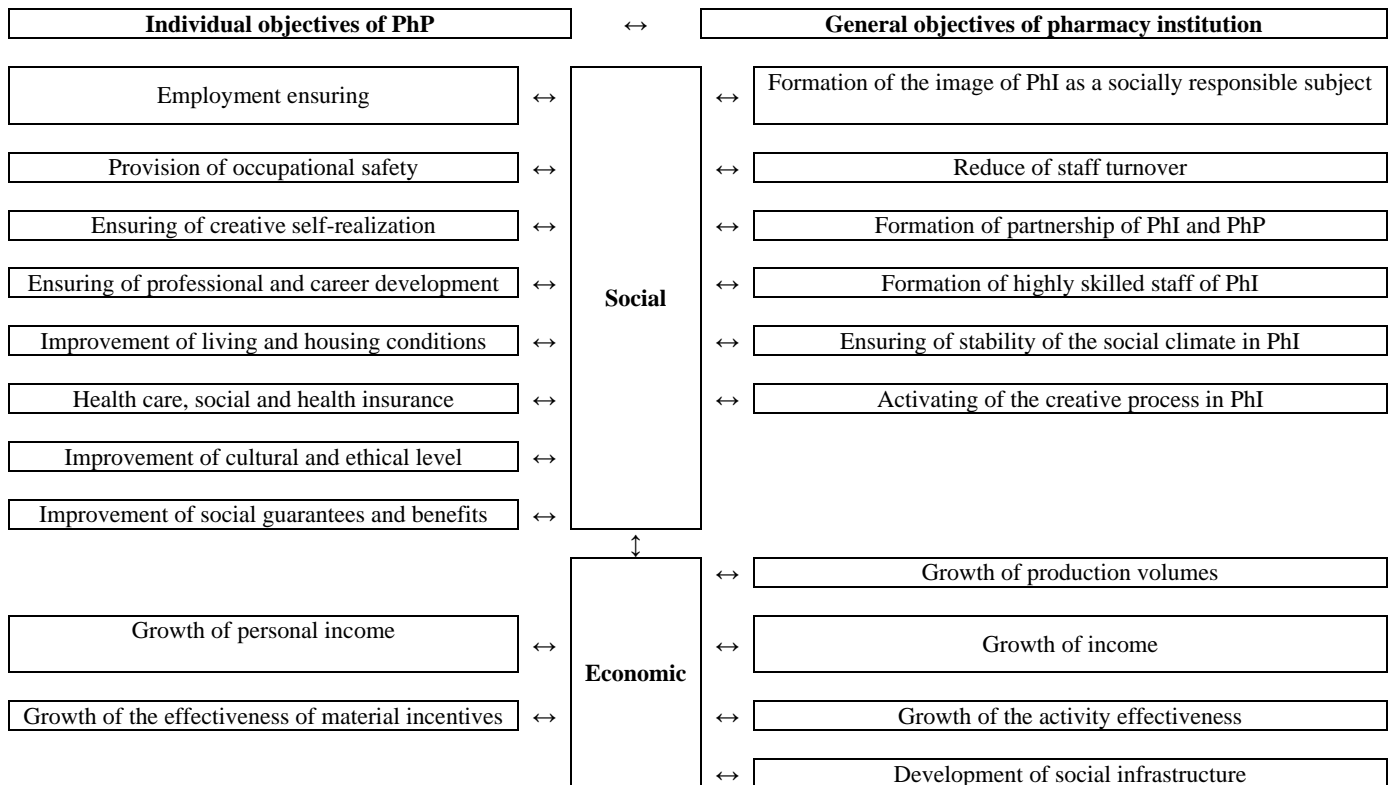 Individual objectives of PhP ↔ General objectives of pharmacy institution
Employment ensuring ↔ ↔ Formation of the image of PhI as a socially responsible subject
Provision of occupational safety ↔ ↔ Reduce of staff turnover
Ensuring of creative self-realization ↔ ↔ Formation of partnership of PhI and PhP
Ensuring of professional and career development ↔ Social ↔ Formation of highly skilled staff of PhI
Improvement of living and housing conditions ↔ ↔ Ensuring of stability of the social climate in PhI
Health care, social and health insurance ↔ ↔ Activating of the creative process in PhI
Improvement of cultural and ethical level ↔
Improvement of social guarantees and benefits ↔
↕
↔ Growth of production volumes
Growth of personal income ↔ ↔ Growth of income
Economic
Growth of the effectiveness of material incentives ↔ ↔ Growth of the activity effectiveness
↔ Development of social infrastructure